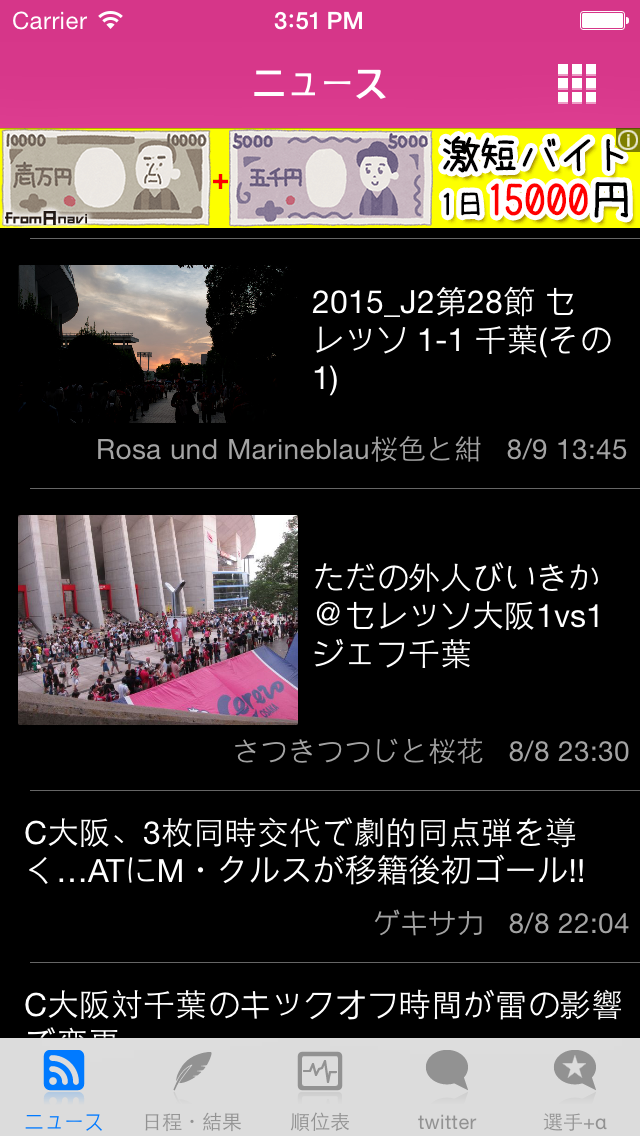 Carrier 3:51 PM
ニュース
10000 10000 5000 5000 激短バイト
壱万円 + 五千円
fromAnavi 1日15000円
2015_J2第28節 セ
レッソ 1-1 千葉(その
1)
Rosa und Marineblau桜色と紺 8/9 13:45
ただの外人びいきか
@セレッソ大阪1vs1
ジェフ千葉
さつきつつじと桜花 8/8 23:30
C大阪、3枚同時交代で劇的同点弾を導
く…ATにM・クルスが移籍後初ゴール!!
ゲキサカ 8/8 22:04
C大阪対千葉のキックオフ時間が雷の影響
で変更
ニュース 日程・結果 順位表 twitter 選手+α